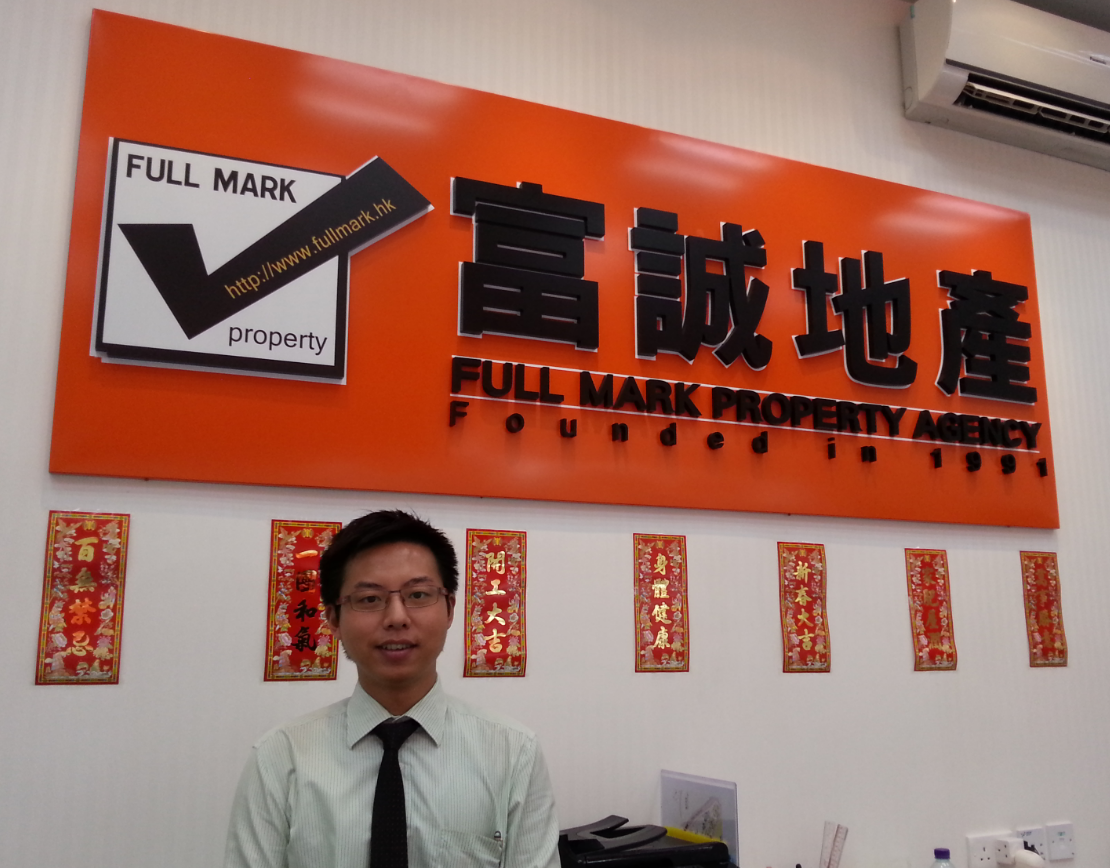 FULL MARK
http://www.fullmark.hk
property
富誠地產
FULL MARK PROPERTY AGENCY
Founded in 1991
百無禁忌
一團和氣
開工大吉
身體健康
新春大吉